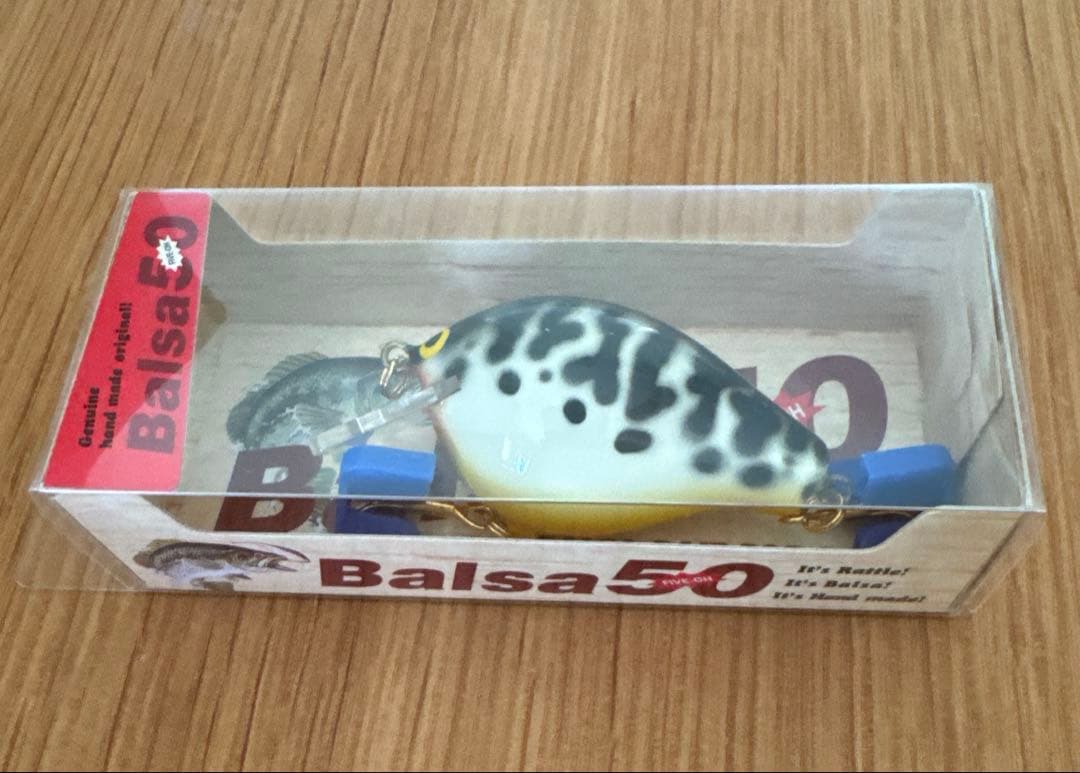 Genuine
hand made original!
Balsa50
FIVE-OH
B
O
H
Balsa50
FIVE-OH
It's Rattle!
It's Balsa!
It's Hand made!